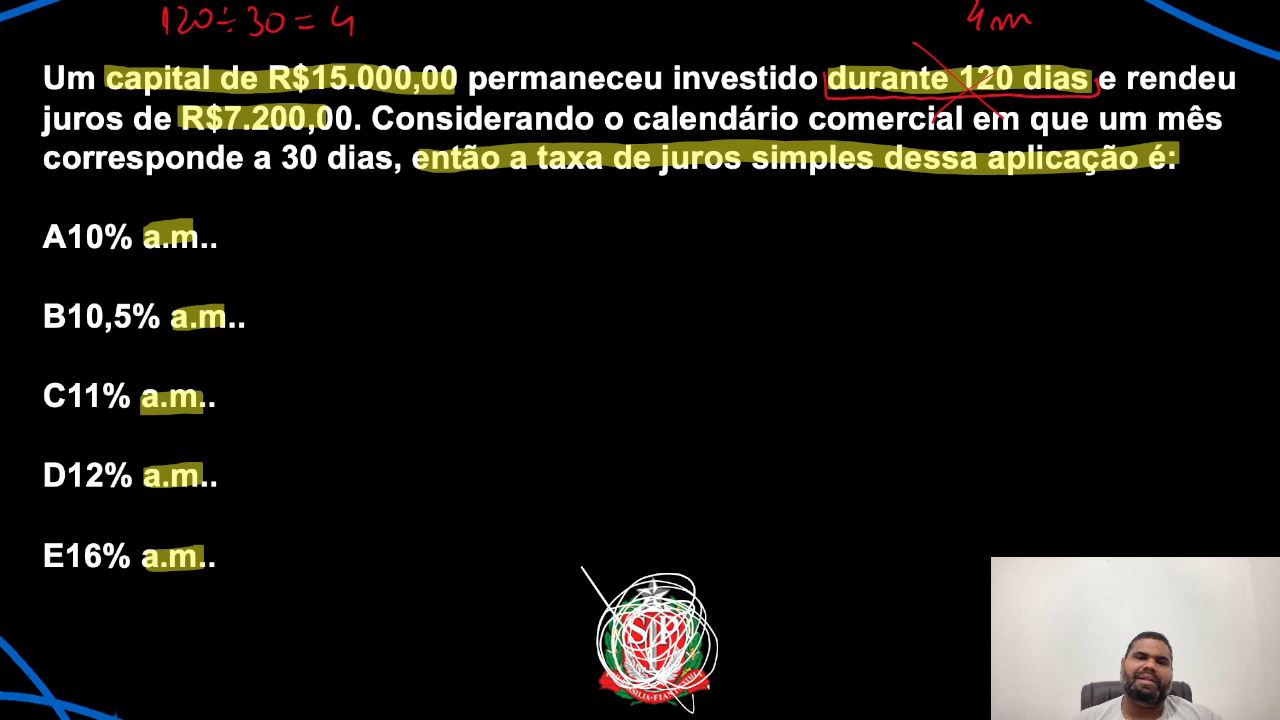 120÷30=4
4m
Um capital de R$15.000,00 permaneceu investido durante 120 dias e rendeu
juros de R$7.200,00. Considerando o calendário comercial em que um mês
corresponde a 30 dias, então a taxa de juros simples dessa aplicação é:
A10% a.m..
B10,5% a.m..
C11% a.m..
D12% a.m..
E16% a.m..
SP